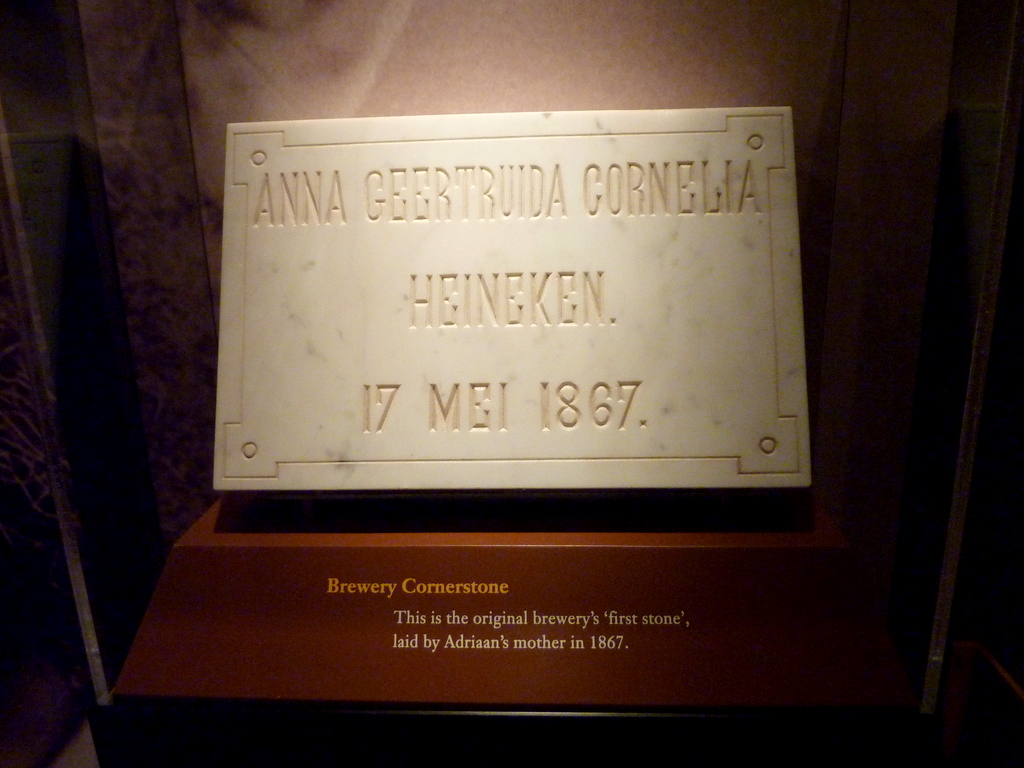 ANNA GEERTRUIDA CORNELIA
HEINEKEN.
17 MEI 1867.
Brewery Cornerstone
This is the original brewery's 'first stone',
laid by Adriaan's mother in 1867.